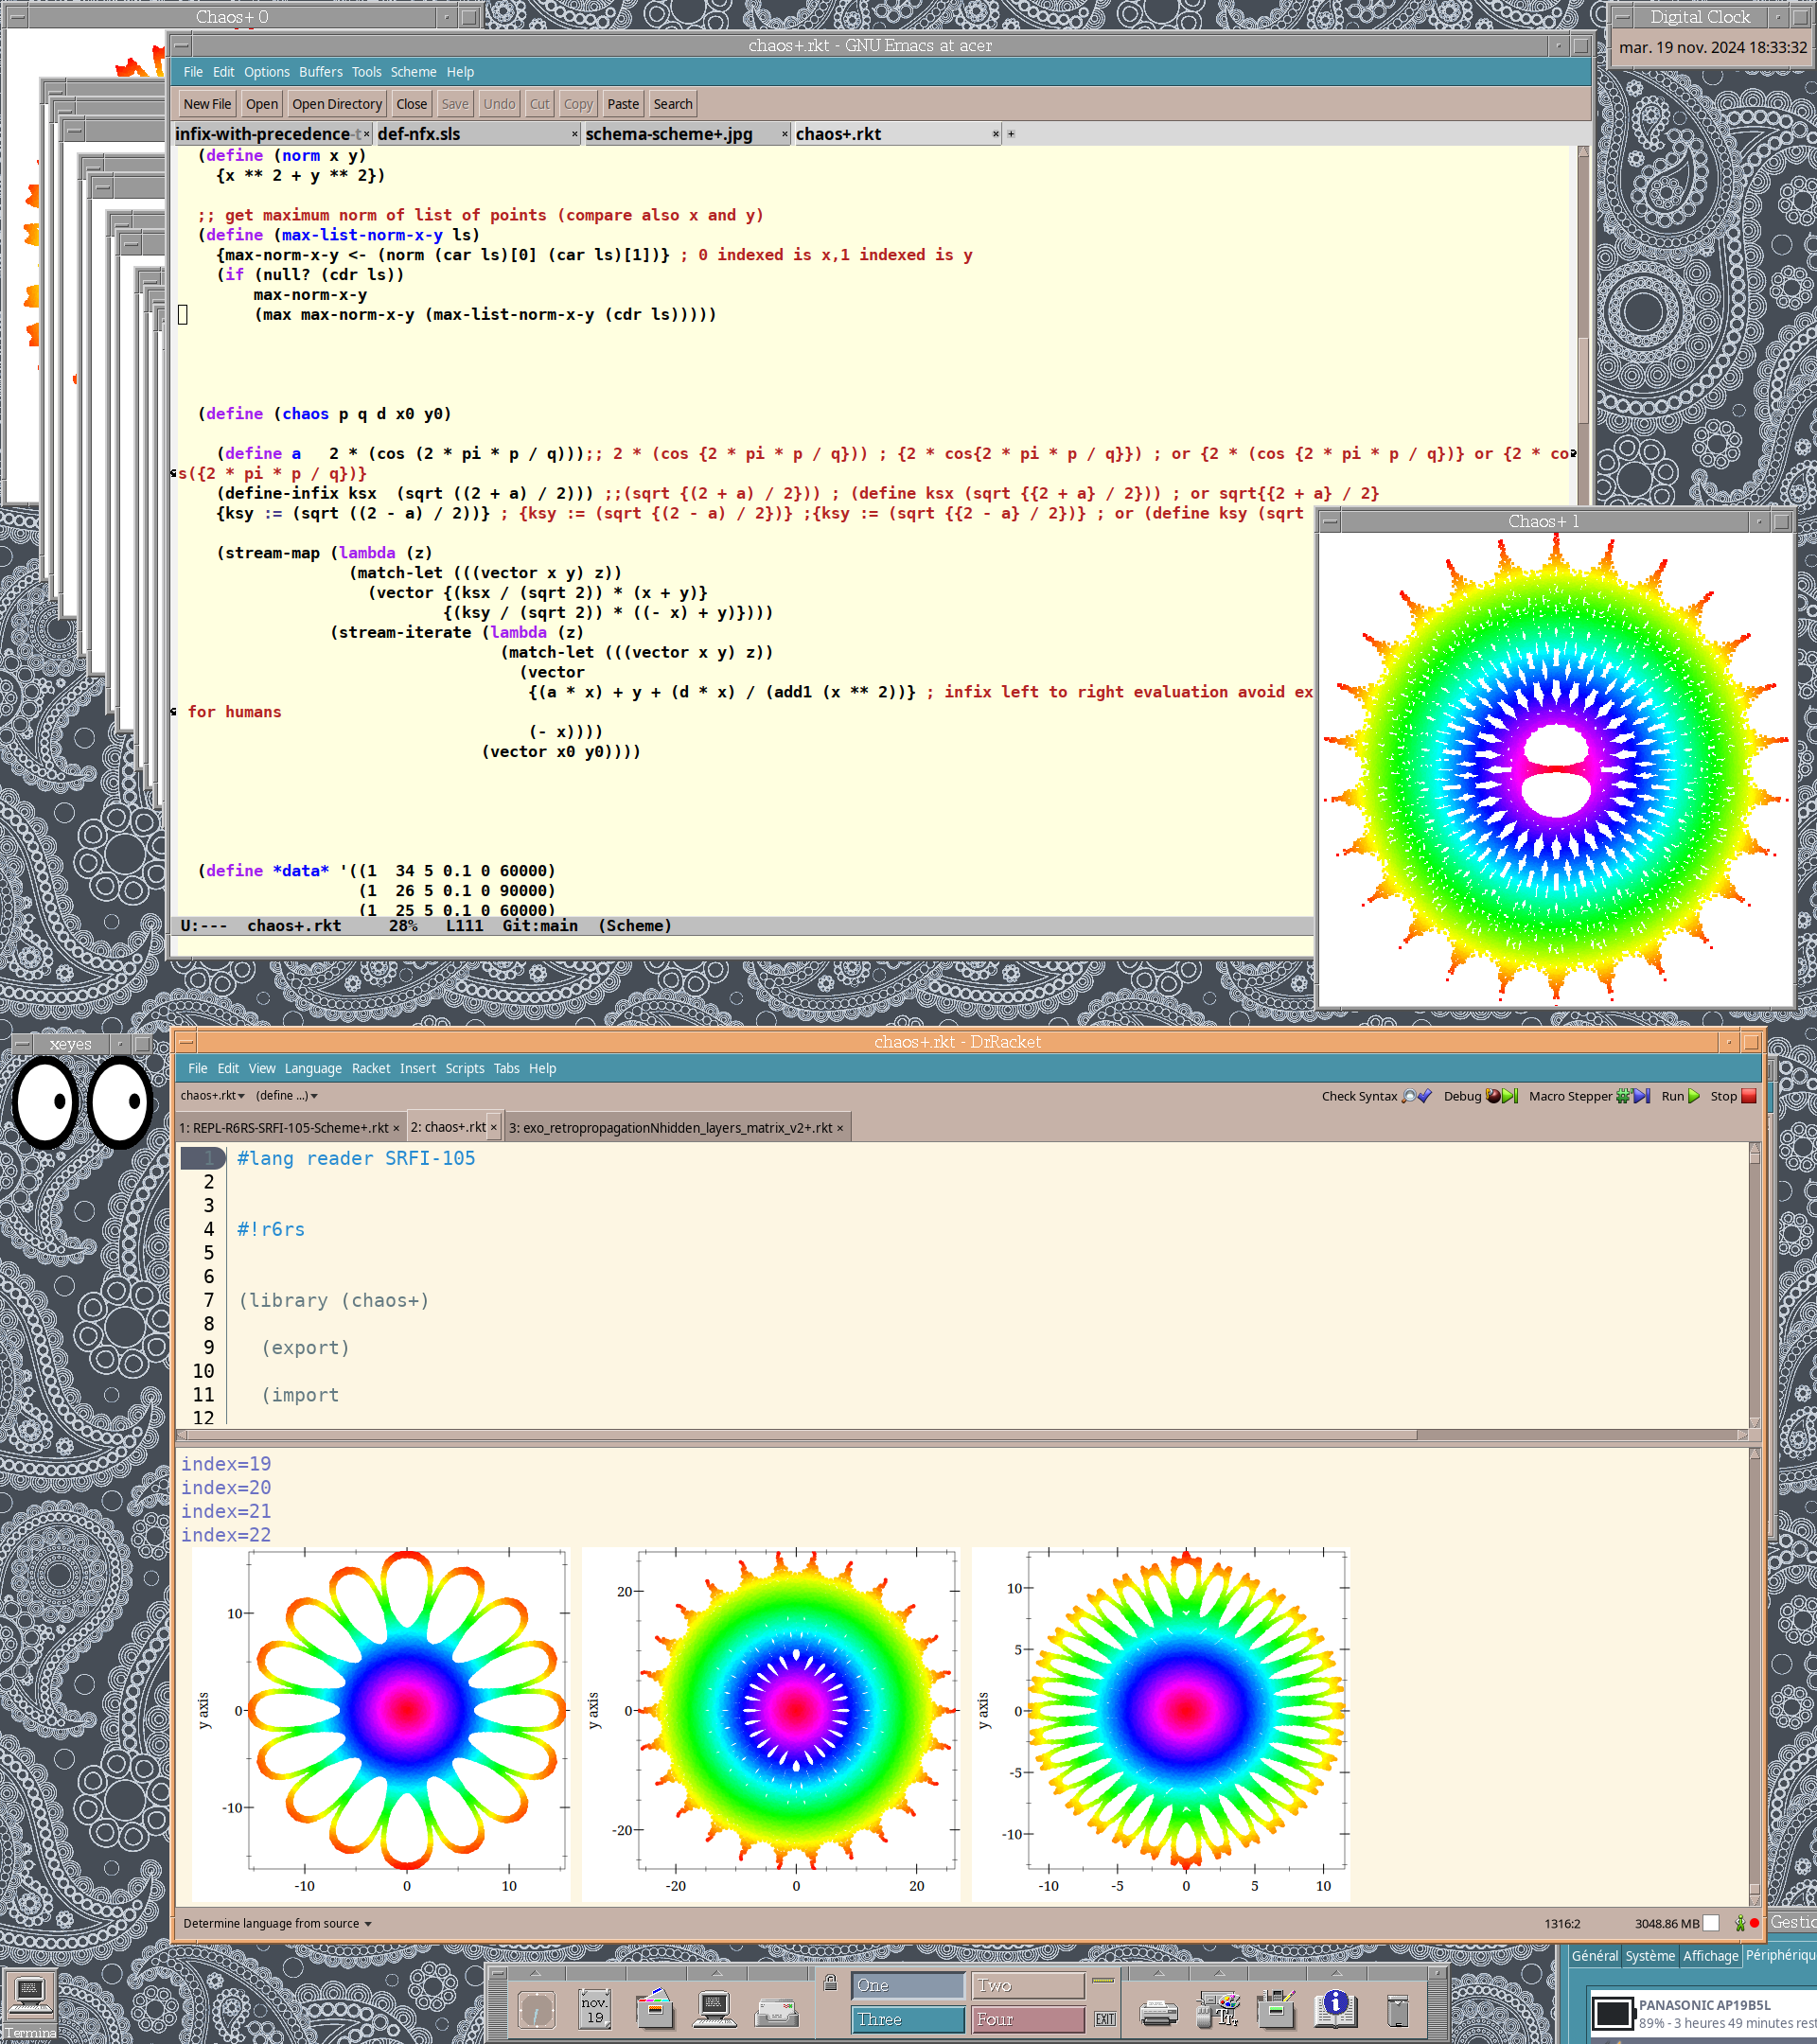 Chaos+ 0
chaos+.rkt - GNU Emacs at acer
Digital Clock
mar. 19 nov. 2024 18:33:32
File Edit Options Buffers Tools Scheme Help
New File Open Open Directory Close Save Undo Cut Copy Paste Search
infix-with-precedence-t× def-nfx.sls × schema-scheme+.jpg × chaos+.rkt × +
(define (norm x y)
{x ** 2 + y ** 2})
;; get maximum norm of list of points (compare also x and y)
(define (max-list-norm-x-y ls)
{max-norm-x-y <- (norm (car ls)[0] (car ls)[1])} ; 0 indexed is x,1 indexed is y
(if (null? (cdr ls))
max-norm-x-y
(max max-norm-x-y (max-list-norm-x-y (cdr ls)))))
(define (chaos p q d x0 y0)
(define a   2 * (cos (2 * pi * p / q)));; 2 * (cos {2 * pi * p / q})) ; {2 * cos{2 * pi * p / q}}) ; or {2 * (cos {2 * pi * p / q})} or {2 * co
s({2 * pi * p / q})}
(define-infix ksx  (sqrt ((2 + a) / 2))) ;;(sqrt {(2 + a) / 2})) ; (define ksx (sqrt {{2 + a} / 2})) ; or sqrt{{2 + a} / 2}
{ksy := (sqrt ((2 - a) / 2))} ; {ksy := (sqrt {(2 - a) / 2})} ;{ksy := (sqrt {{2 - a} / 2})} ; or (define ksy (sqrt
(stream-map (lambda (z)
(match-let (((vector x y) z))
(vector {(ksx / (sqrt 2)) * (x + y)}
{(ksy / (sqrt 2)) * ((- x) + y)})))
(stream-iterate (lambda (z)
(match-let (((vector x y) z))
(vector
{(a * x) + y + (d * x) / (add1 (x ** 2))} ; infix left to right evaluation avoid ex
for humans
(- x))))
(vector x0 y0))))
(define *data* '((1  34 5 0.1 0 60000)
(1  26 5 0.1 0 90000)
(1  25 5 0.1 0 60000)
U:---  chaos+.rkt     28%   L111  Git:main  (Scheme)
Chaos+ 1
xeyes
chaos+.rkt - DrRacket
File Edit View Language Racket Insert Scripts Tabs Help
chaos+.rkt (define ...) Check Syntax Debug Macro Stepper Run Stop
1: REPL-R6RS-SRFI-105-Scheme+.rkt × 2: chaos+.rkt × 3: exo_retropropagationNhidden_layers_matrix_v2+.rkt ×
1 #lang reader SRFI-105
2
3
4 #!r6rs
5
6
7 (library (chaos+)
8
9 (export)
10
11 (import
12
index=19
index=20
index=21
index=22
y axis
10
0
-10
-10 0 10
y axis
20
0
-20
-20 0 20
y axis
10
5
0
-5
-10
-10 -5 0 5 10
Determine language from source 1316:2 3048.86 MB
Gestic
Général Système Affichage Périphériqu
PANASONIC AP19B5L
89% - 3 heures 49 minutes res
Termina
nov.
19
One Two
Three Four
EXIT